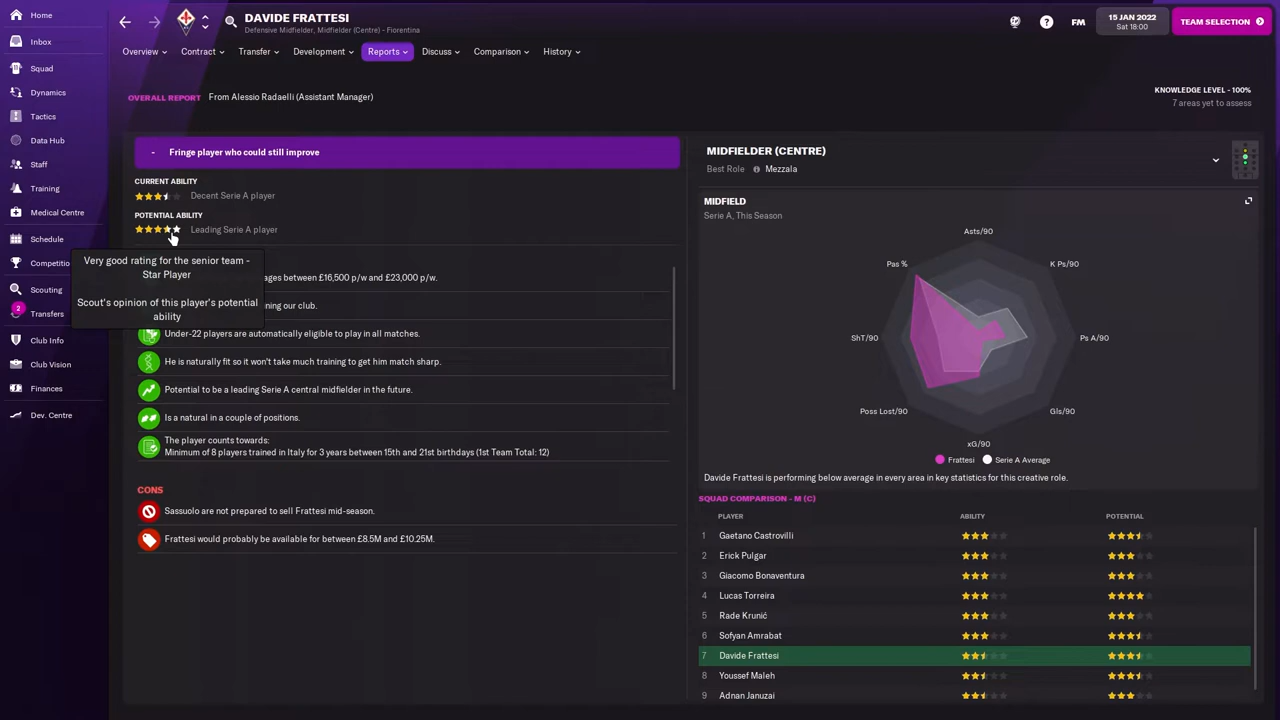 Home
DAVIDE FRATTESI
Defensive Midfielder, Midfielder (Centre) - Fiorentina
FM
15 JAN 2022
Sat 18:00
TEAM SELECTION
Inbox
Overview
Contract
Transfer
Development
Reports
Discuss
Comparison
History
Squad
Dynamics
Tactics
Data Hub
Staff
Training
Medical Centre
Schedule
Competitio
Scouting
2
Transfers
Club Info
Club Vision
Finances
Dev. Centre
OVERALL REPORT
From Alessio Radaelli (Assistant Manager)
KNOWLEDGE LEVEL - 100%
7 areas yet to assess
- Fringe player who could still improve
CURRENT ABILITY
Decent Serie A player
POTENTIAL ABILITY
Leading Serie A player
Very good rating for the senior team -
Star Player
Scout's opinion of this player's potential
ability
ages between £16,500 p/w and £23,000 p/w.
ning our club.
Under-22 players are automatically eligible to play in all matches.
He is naturally fit so it won't take much training to get him match sharp.
Potential to be a leading Serie A central midfielder in the future.
Is a natural in a couple of positions.
The player counts towards:
Minimum of 8 players trained in Italy for 3 years between 15th and 21st birthdays (1st Team Total: 12)
CONS
Sassuolo are not prepared to sell Frattesi mid-season.
Frattesi would probably be available for between £8.5M and £10.25M.
MIDFIELDER (CENTRE)
Best Role
Mezzala
MIDFIELD
Serie A, This Season
Asts/90
Pas %
K Ps/90
ShT/90
Ps A/90
Poss Lost/90
Gls/90
xG/90
Frattesi
Serie A Average
Davide Frattesi is performing below average in every area in key statistics for this creative role.
SQUAD COMPARISON - M (C)
PLAYER ABILITY POTENTIAL
1 Gaetano Castrovilli
2 Erick Pulgar
3 Giacomo Bonaventura
4 Lucas Torreira
5 Rade Krunić
6 Sofyan Amrabat
7 Davide Frattesi
8 Youssef Maleh
9 Adnan Januzaj